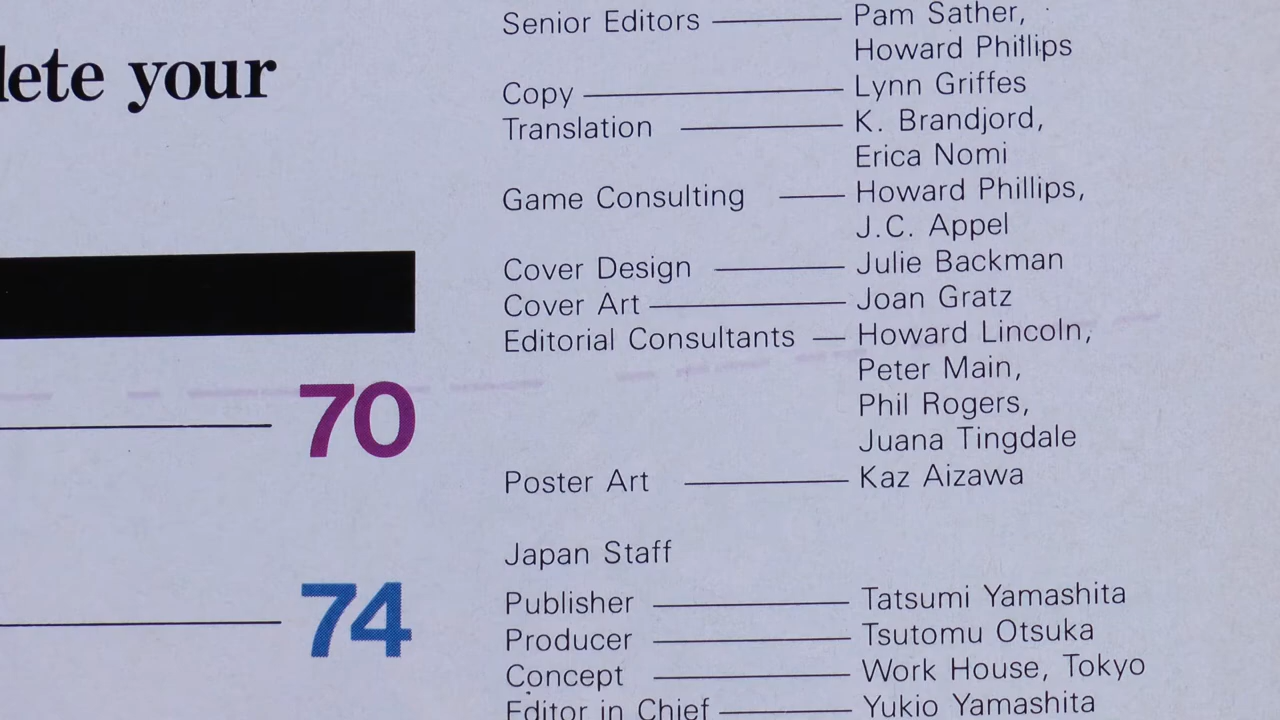 lete your
70
74
Senior Editors Pam Sather,
Howard Phillips
Copy Lynn Griffes
Translation K. Brandjord,
Erica Nomi
Game Consulting Howard Phillips,
J.C. Appel
Cover Design Julie Backman
Cover Art Joan Gratz
Editorial Consultants Howard Lincoln,
Peter Main,
Phil Rogers,
Juana Tingdale
Poster Art Kaz Aizawa
Japan Staff
Publisher Tatsumi Yamashita
Producer Tsutomu Otsuka
Concept Work House, Tokyo
Editor in Chief Yukio Yamashita